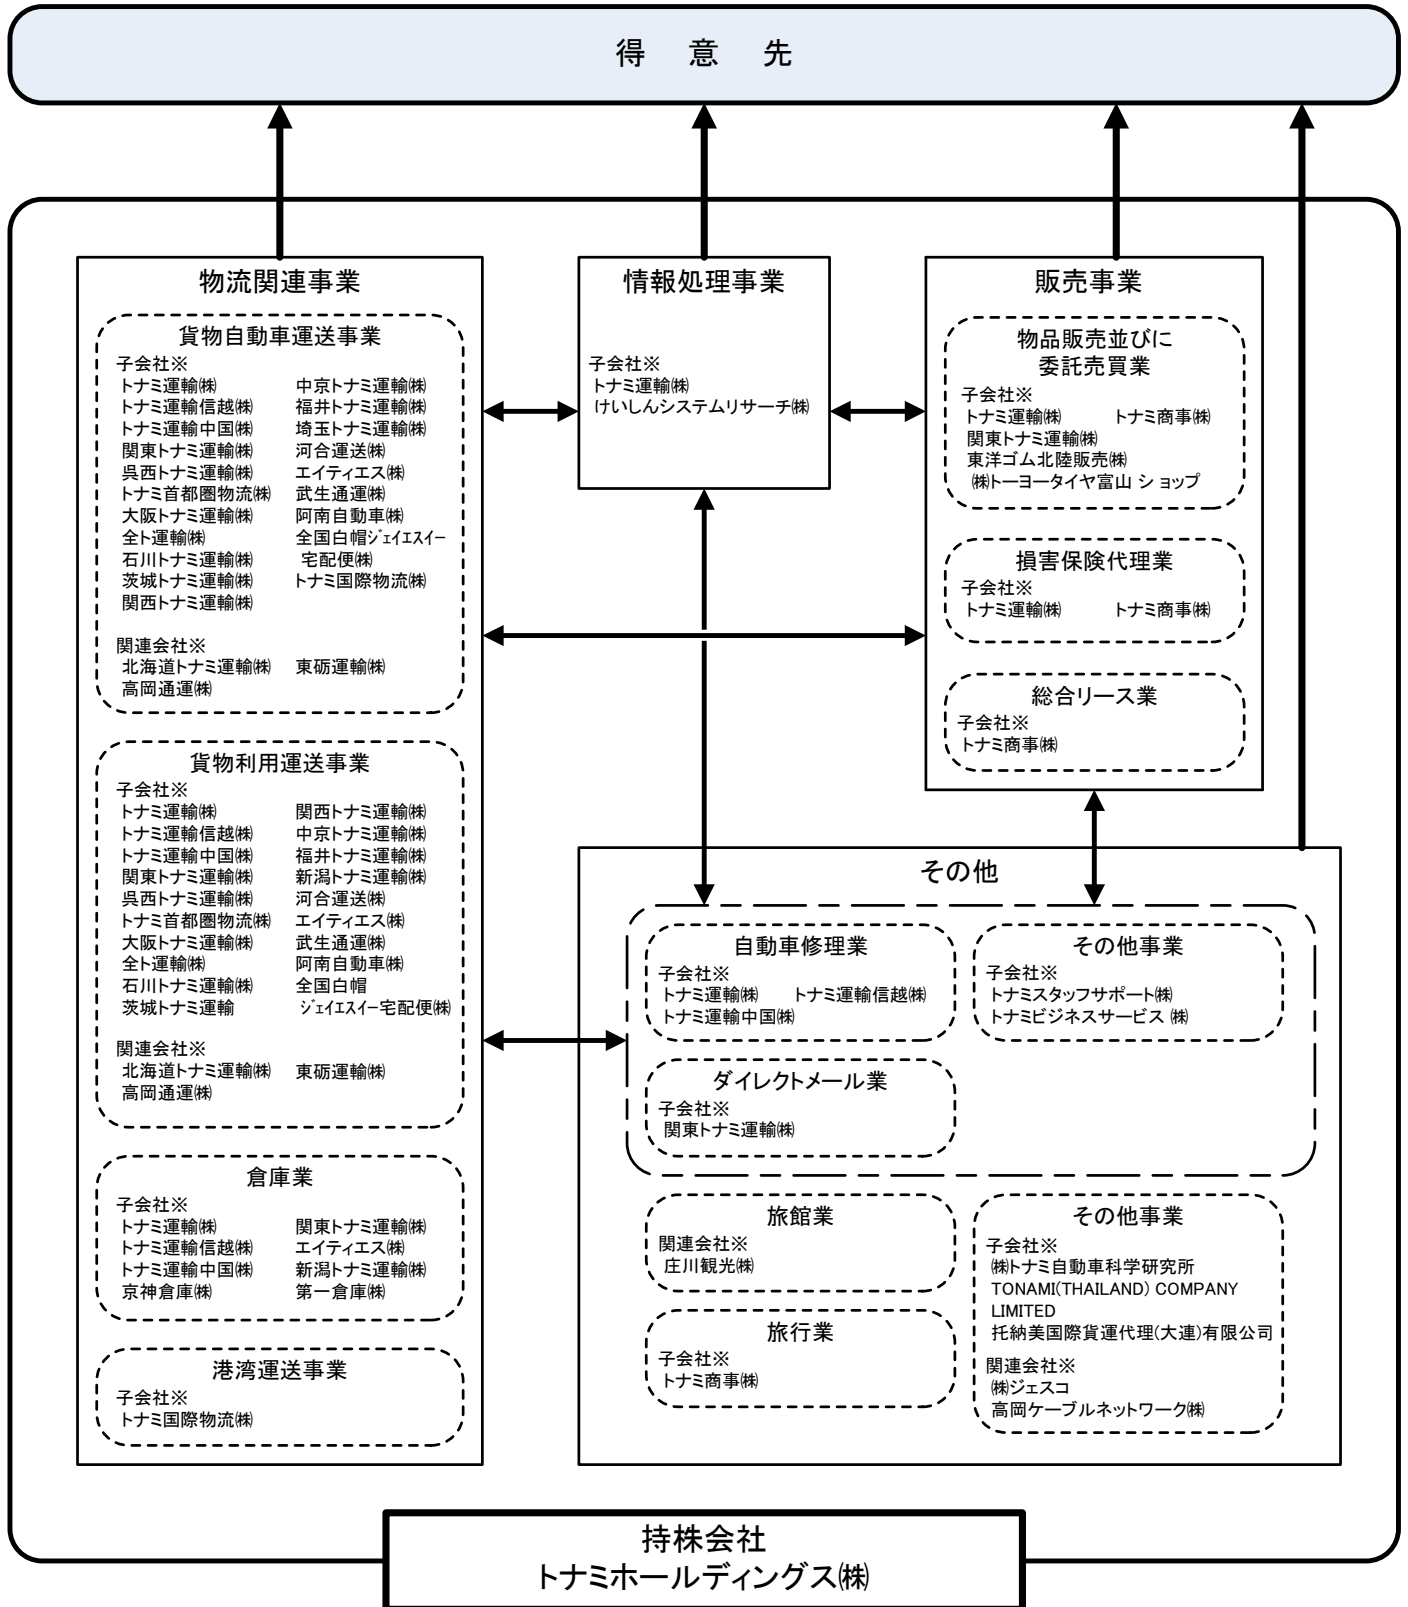 得 意 先
物流関連事業
貨物自動車運送事業
子会社※
トナミ運輸㈱ 中京トナミ運輸㈱
トナミ運輸信越㈱ 福井トナミ運輸㈱
トナミ運輸中国㈱ 埼玉トナミ運輸㈱
関東トナミ運輸㈱ 河合運送㈱
呉西トナミ運輸㈱ エイティエス㈱
トナミ首都圏物流㈱ 武生通運㈱
大阪トナミ運輸㈱ 阿南自動車㈱
全ト運輸㈱ 全国白帽ｼﾞｪｲｴｽｲｰ
石川トナミ運輸㈱ 宅配便㈱
茨城トナミ運輸㈱ トナミ国際物流㈱
関西トナミ運輸㈱
関連会社※
北海道トナミ運輸㈱ 東砺運輸㈱
高岡通運㈱
貨物利用運送事業
子会社※
トナミ運輸㈱ 関西トナミ運輸㈱
トナミ運輸信越㈱ 中京トナミ運輸㈱
トナミ運輸中国㈱ 福井トナミ運輸㈱
関東トナミ運輸㈱ 新潟トナミ運輸㈱
呉西トナミ運輸㈱ 河合運送㈱
トナミ首都圏物流㈱ エイティエス㈱
大阪トナミ運輸㈱ 武生通運㈱
全ト運輸㈱ 阿南自動車㈱
石川トナミ運輸㈱ 全国白帽
茨城トナミ運輸 ｼﾞｪｲｴｽｲｰ宅配便㈱
関連会社※
北海道トナミ運輸㈱ 東砺運輸㈱
高岡通運㈱
倉庫業
子会社※
トナミ運輸㈱ 関東トナミ運輸㈱
トナミ運輸信越㈱ エイティエス㈱
トナミ運輸中国㈱ 新潟トナミ運輸㈱
京神倉庫㈱ 第一倉庫㈱
港湾運送事業
子会社※
トナミ国際物流㈱
情報処理事業
子会社※
トナミ運輸㈱
けいしんシステムリサーチ㈱
販売事業
物品販売並びに
委託売買業
子会社※
トナミ運輸㈱ トナミ商事㈱
関東トナミ運輸㈱
東洋ゴム北陸販売㈱
㈱トーヨータイヤ富山 ショップ
損害保険代理業
子会社※
トナミ運輸㈱ トナミ商事㈱
総合リース業
子会社※
トナミ商事㈱
その他
自動車修理業
子会社※
トナミ運輸㈱ トナミ運輸信越㈱
トナミ運輸中国㈱
その他事業
子会社※
トナミスタッフサポート㈱
トナミビジネスサービス ㈱
ダイレクトメール業
子会社※
関東トナミ運輸㈱
旅館業
関連会社※
庄川観光㈱
旅行業
子会社※
トナミ商事㈱
その他事業
子会社※
㈱トナミ自動車科学研究所
TONAMI(THAILAND) COMPANY
LIMITED
托納美国際貨運代理(大連)有限公司
関連会社※
㈱ジェスコ
高岡ケーブルネットワーク㈱
持株会社
トナミホールディングス㈱